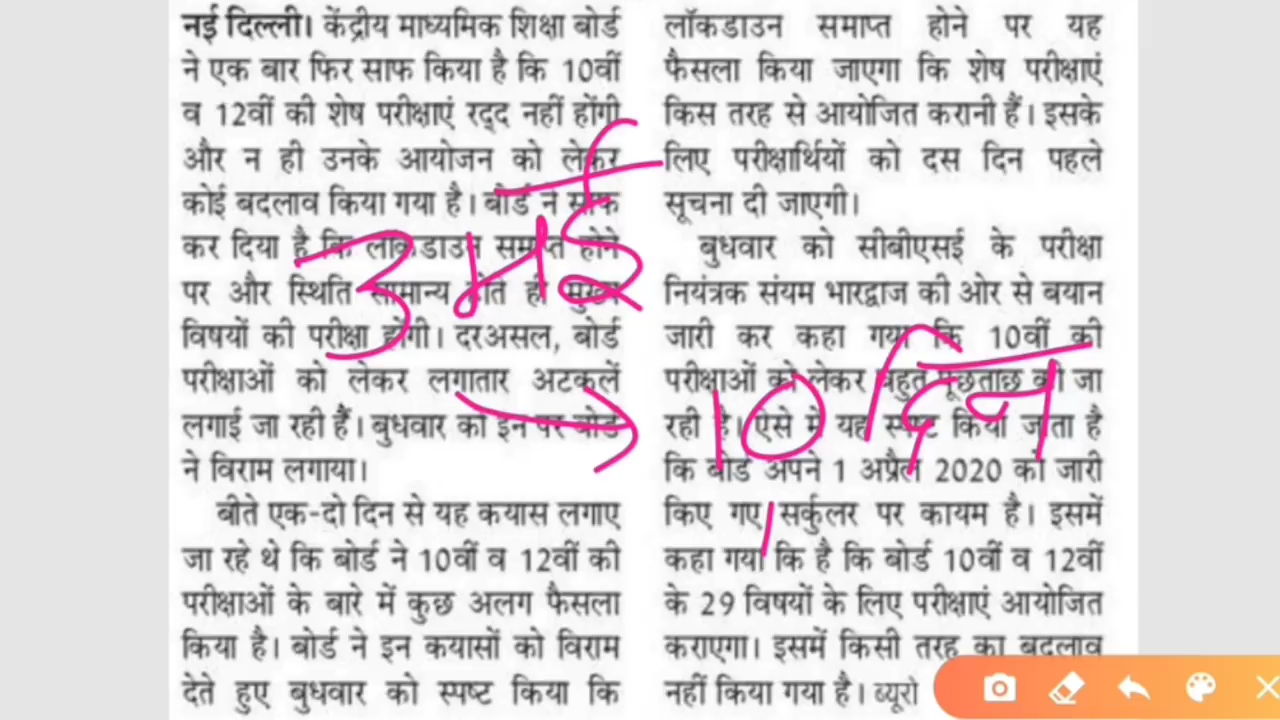 नई दिल्ली। केंद्रीय माध्यमिक शिक्षा बोर्ड
ने एक बार फिर साफ किया है कि 10वीं
व 12वीं की शेष परीक्षाएं रद्द नहीं होंगी
और न ही उनके आयोजन को लेकर
कोई बदलाव किया गया है। बोर्ड ने साफ
कर दिया है कि लॉकडाउन समाप्त होने
पर और स्थिति सामान्य होते ही मुख्य
विषयों की परीक्षा होंगी। दरअसल, बोर्ड
परीक्षाओं को लेकर लगातार अटकलें
लगाई जा रही हैं। बुधवार को इन पर बोर्ड
ने विराम लगाया।
बीते एक-दो दिन से यह कयास लगाए
जा रहे थे कि बोर्ड ने 10वीं व 12वीं की
परीक्षाओं के बारे में कुछ अलग फैसला
किया है। बोर्ड ने इन कयासों को विराम
देते हुए बुधवार को स्पष्ट किया कि
लॉकडाउन समाप्त होने पर यह
फैसला किया जाएगा कि शेष परीक्षाएं
किस तरह से आयोजित करानी हैं। इसके
लिए परीक्षार्थियों को दस दिन पहले
सूचना दी जाएगी।
बुधवार को सीबीएसई के परीक्षा
नियंत्रक संयम भारद्वाज की ओर से बयान
जारी कर कहा गया कि 10वीं की
परीक्षाओं को लेकर बहुत पूछताछ की जा
रही है। ऐसे में यह स्पष्ट किया जाता है
कि बोर्ड अपने 1 अप्रैल 2020 को जारी
किए गए सर्कुलर पर कायम है। इसमें
कहा गया कि है कि बोर्ड 10वीं व 12वीं
के 29 विषयों के लिए परीक्षाएं आयोजित
कराएगा। इसमें किसी तरह का बदलाव
नहीं किया गया है। ब्यूरो
3 मई
10 दिन